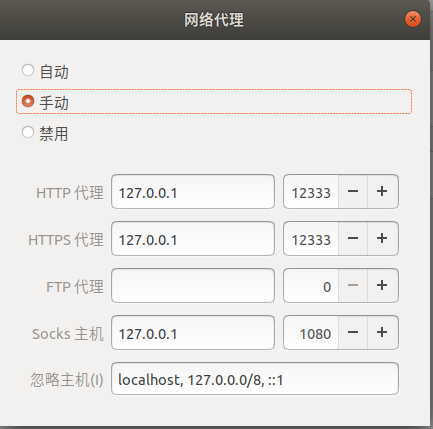 网络代理
自动
手动
禁用
HTTP 代理 127.0.0.1 12333
HTTPS 代理 127.0.0.1 12333
FTP 代理 0
Socks 主机 127.0.0.1 1080
忽略主机(I) localhost, 127.0.0.0/8, ::1